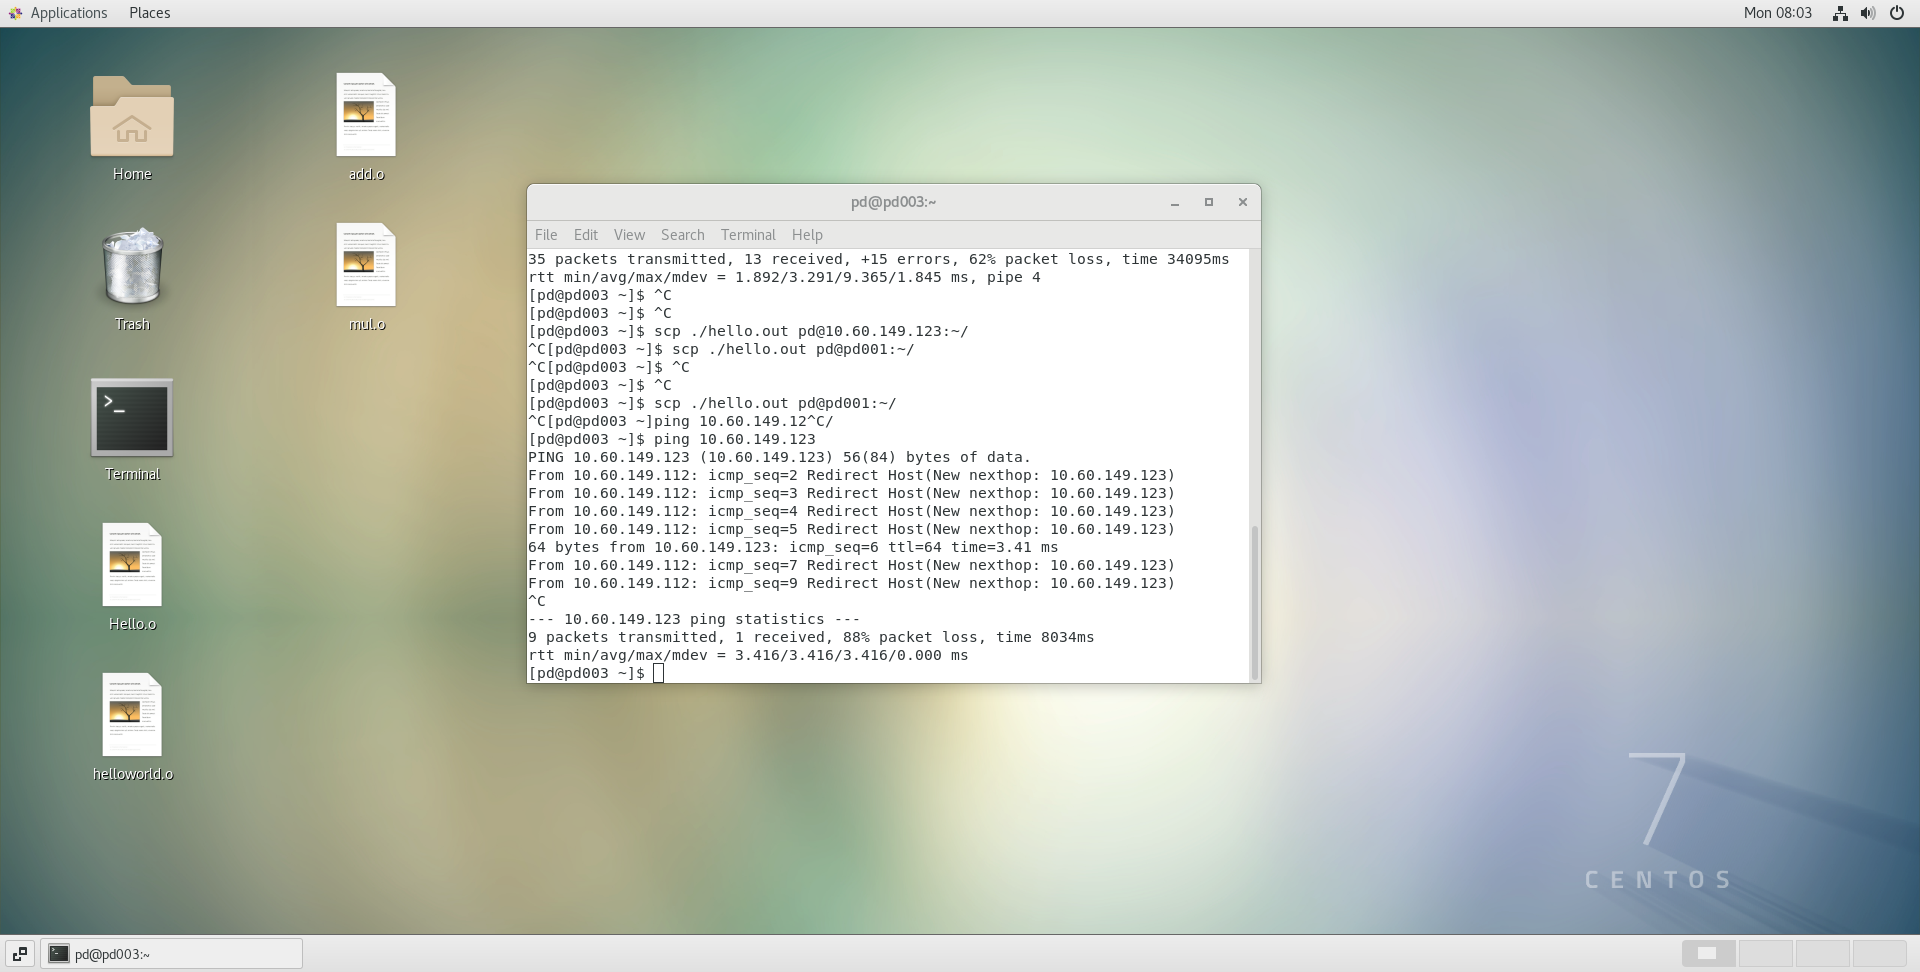 Applications Places Mon 08:03
Home
add.o
Trash
mul.o
>_
Terminal
Hello.o
helloworld.o
pd@pd003:~
File Edit View Search Terminal Help
35 packets transmitted, 13 received, +15 errors, 62% packet loss, time 34095ms
rtt min/avg/max/mdev = 1.892/3.291/9.365/1.845 ms, pipe 4
[pd@pd003 ~]$ ^C
[pd@pd003 ~]$ ^C
[pd@pd003 ~]$ scp ./hello.out pd@10.60.149.123:~/
^C[pd@pd003 ~]$ scp ./hello.out pd@pd001:~/
^C[pd@pd003 ~]$ ^C
[pd@pd003 ~]$ ^C
[pd@pd003 ~]$ scp ./hello.out pd@pd001:~/
^C[pd@pd003 ~]ping 10.60.149.12^C/
[pd@pd003 ~]$ ping 10.60.149.123
PING 10.60.149.123 (10.60.149.123) 56(84) bytes of data.
From 10.60.149.112: icmp_seq=2 Redirect Host(New nexthop: 10.60.149.123)
From 10.60.149.112: icmp_seq=3 Redirect Host(New nexthop: 10.60.149.123)
From 10.60.149.112: icmp_seq=4 Redirect Host(New nexthop: 10.60.149.123)
From 10.60.149.112: icmp_seq=5 Redirect Host(New nexthop: 10.60.149.123)
64 bytes from 10.60.149.123: icmp_seq=6 ttl=64 time=3.41 ms
From 10.60.149.112: icmp_seq=7 Redirect Host(New nexthop: 10.60.149.123)
From 10.60.149.112: icmp_seq=9 Redirect Host(New nexthop: 10.60.149.123)
^C
--- 10.60.149.123 ping statistics ---
9 packets transmitted, 1 received, 88% packet loss, time 8034ms
rtt min/avg/max/mdev = 3.416/3.416/3.416/0.000 ms
[pd@pd003 ~]$
7
CENTOS
pd@pd003:~